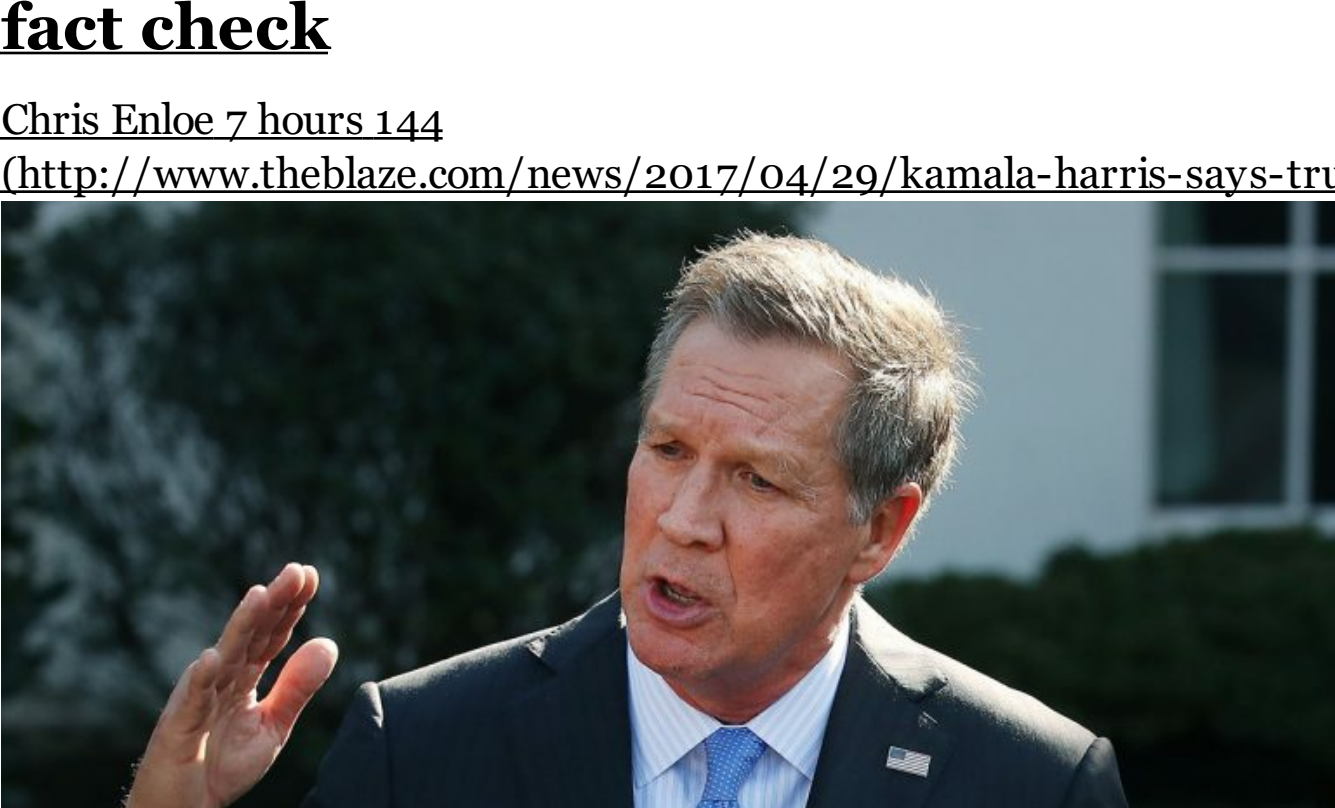 fact check
Chris Enloe 7 hours 144
(http://www.theblaze.com/news/2017/04/29/kamala-harris-says-tru